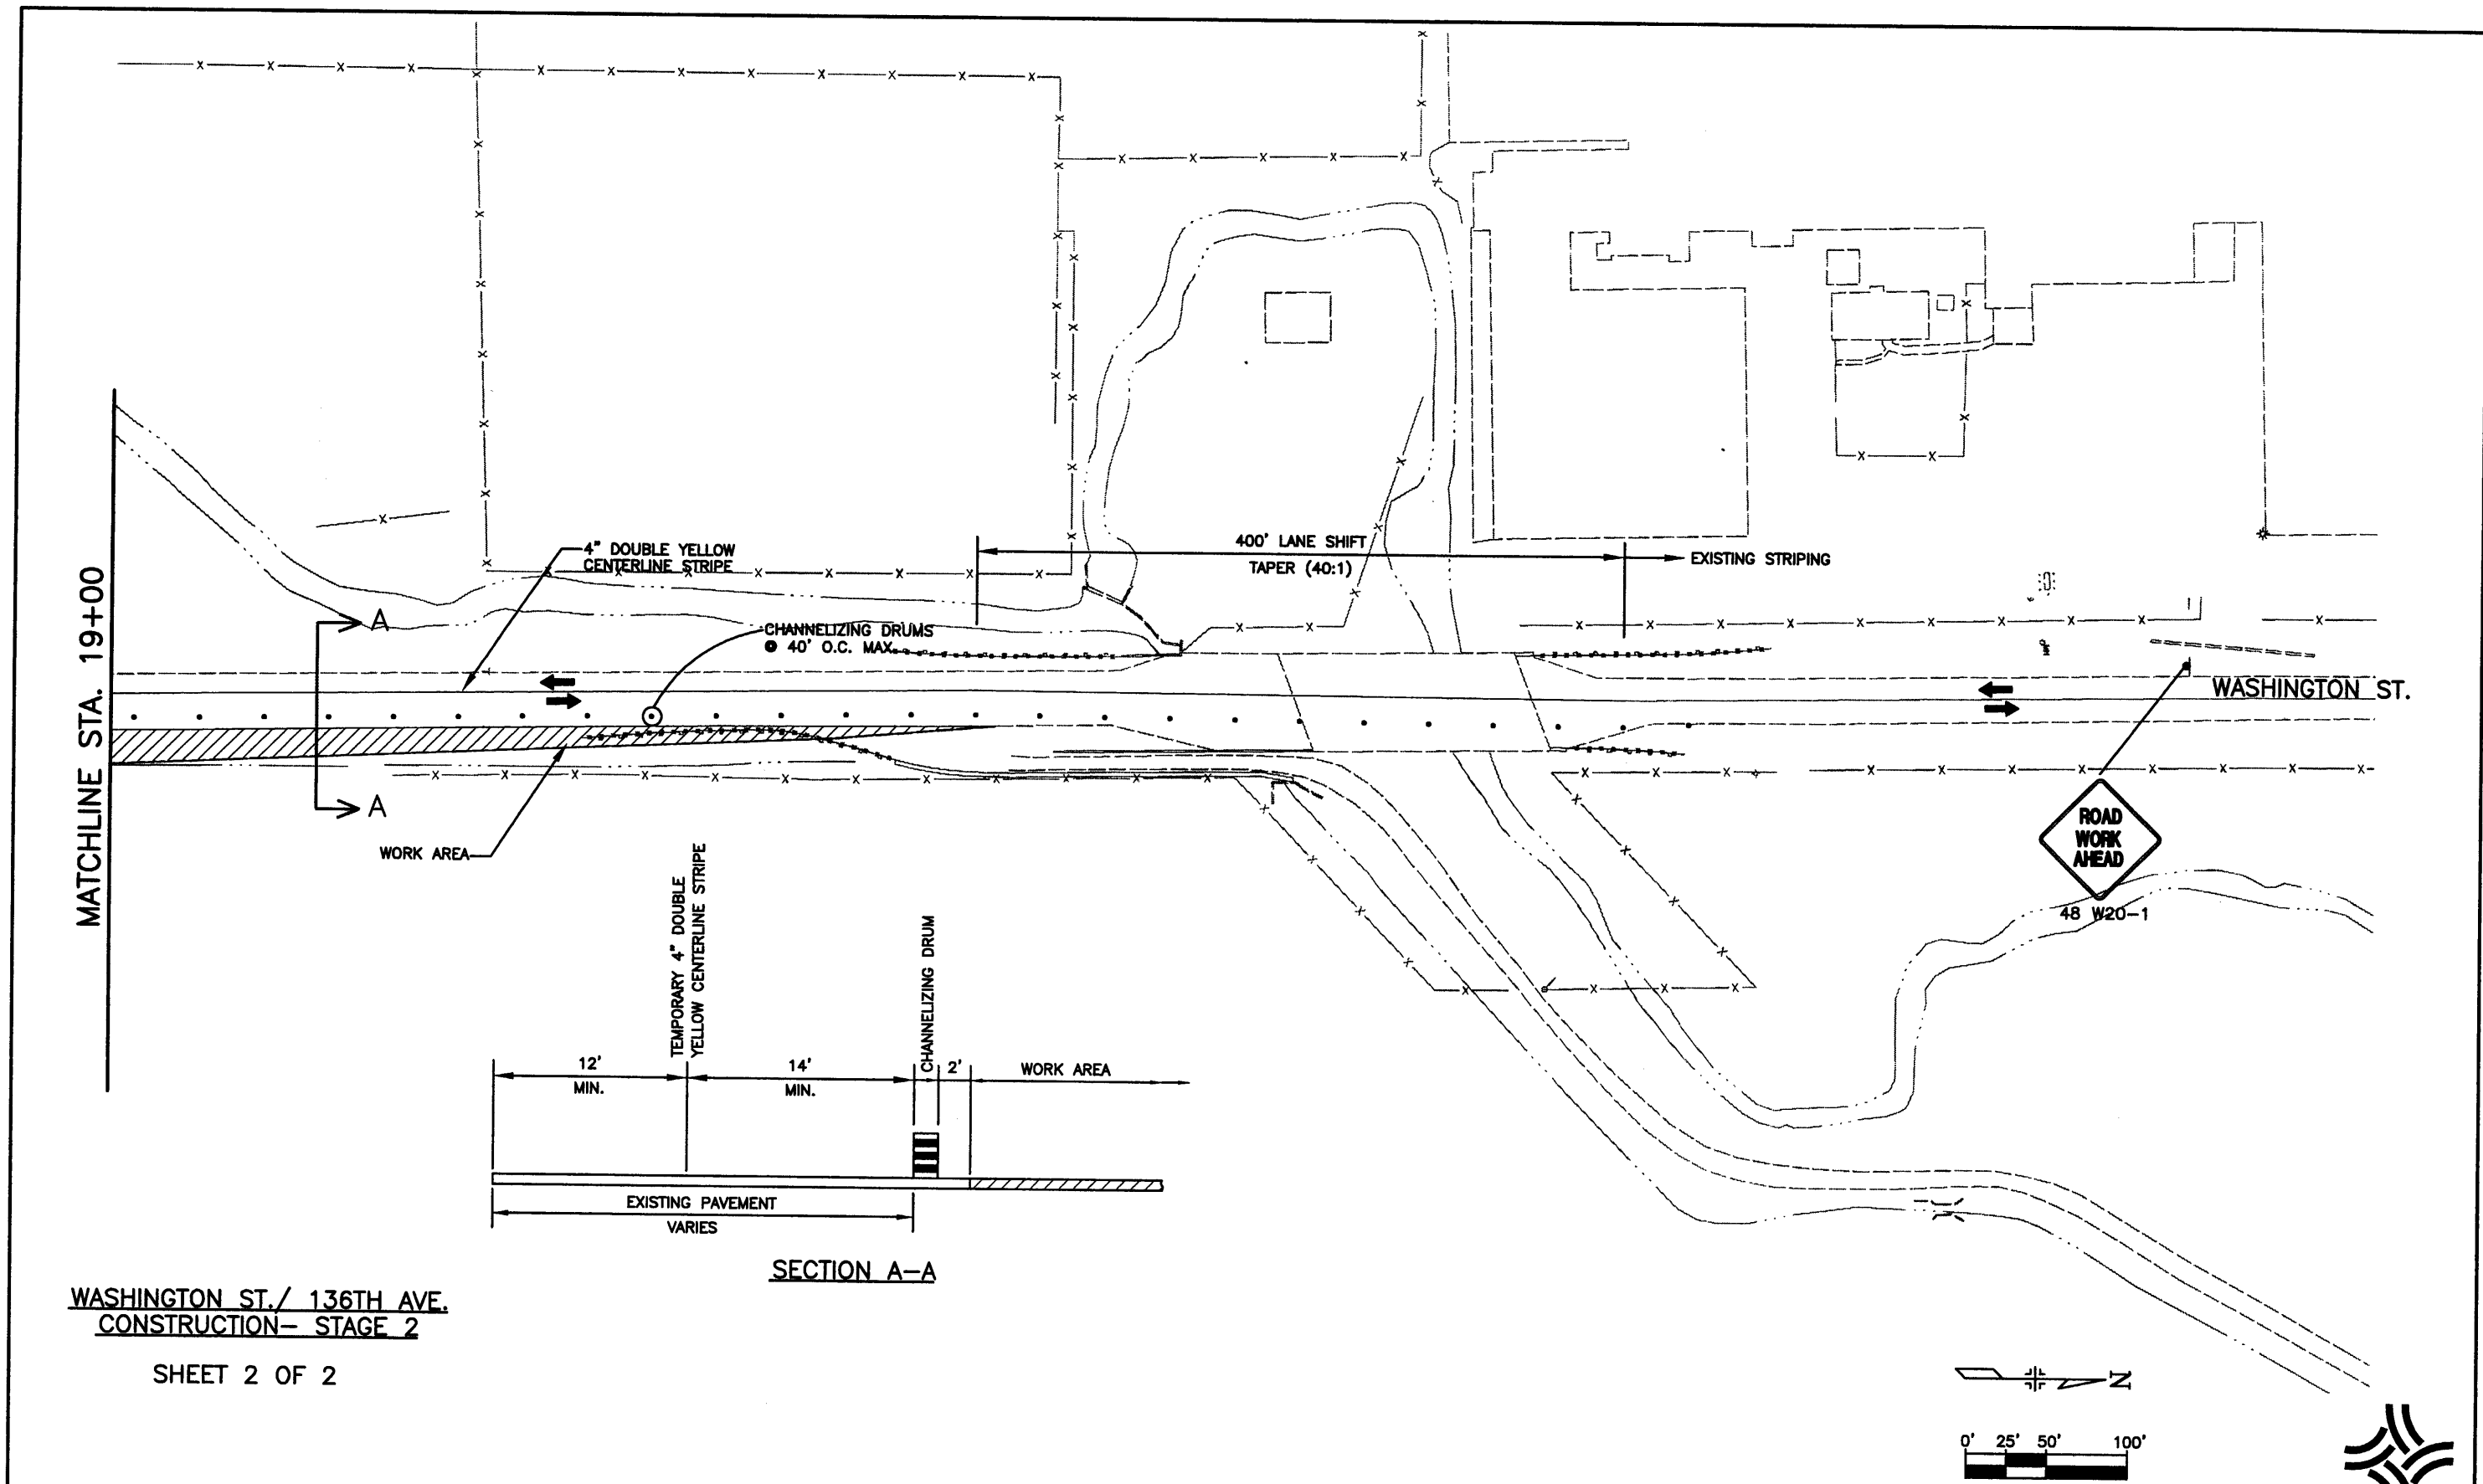 4" DOUBLE YELLOW
CENTERLINE STRIPE
400' LANE SHIFT
TAPER (40:1)
EXISTING STRIPING
MATCHLINE STA. 19+00
A
CHANNELIZING DRUMS
@ 40' O.C. MAX.
WASHINGTON ST.
A
WORK AREA
ROAD
WORK
AHEAD
48 W20-1
TEMPORARY 4" DOUBLE
YELLOW CENTERLINE STRIPE
CHANNELIZING DRUM
12'
MIN.
14'
MIN.
2'
WORK AREA
EXISTING PAVEMENT
VARIES
SECTION A-A
WASHINGTON ST./ 136TH AVE.
CONSTRUCTION- STAGE 2
SHEET 2 OF 2
N
0' 25' 50' 100'